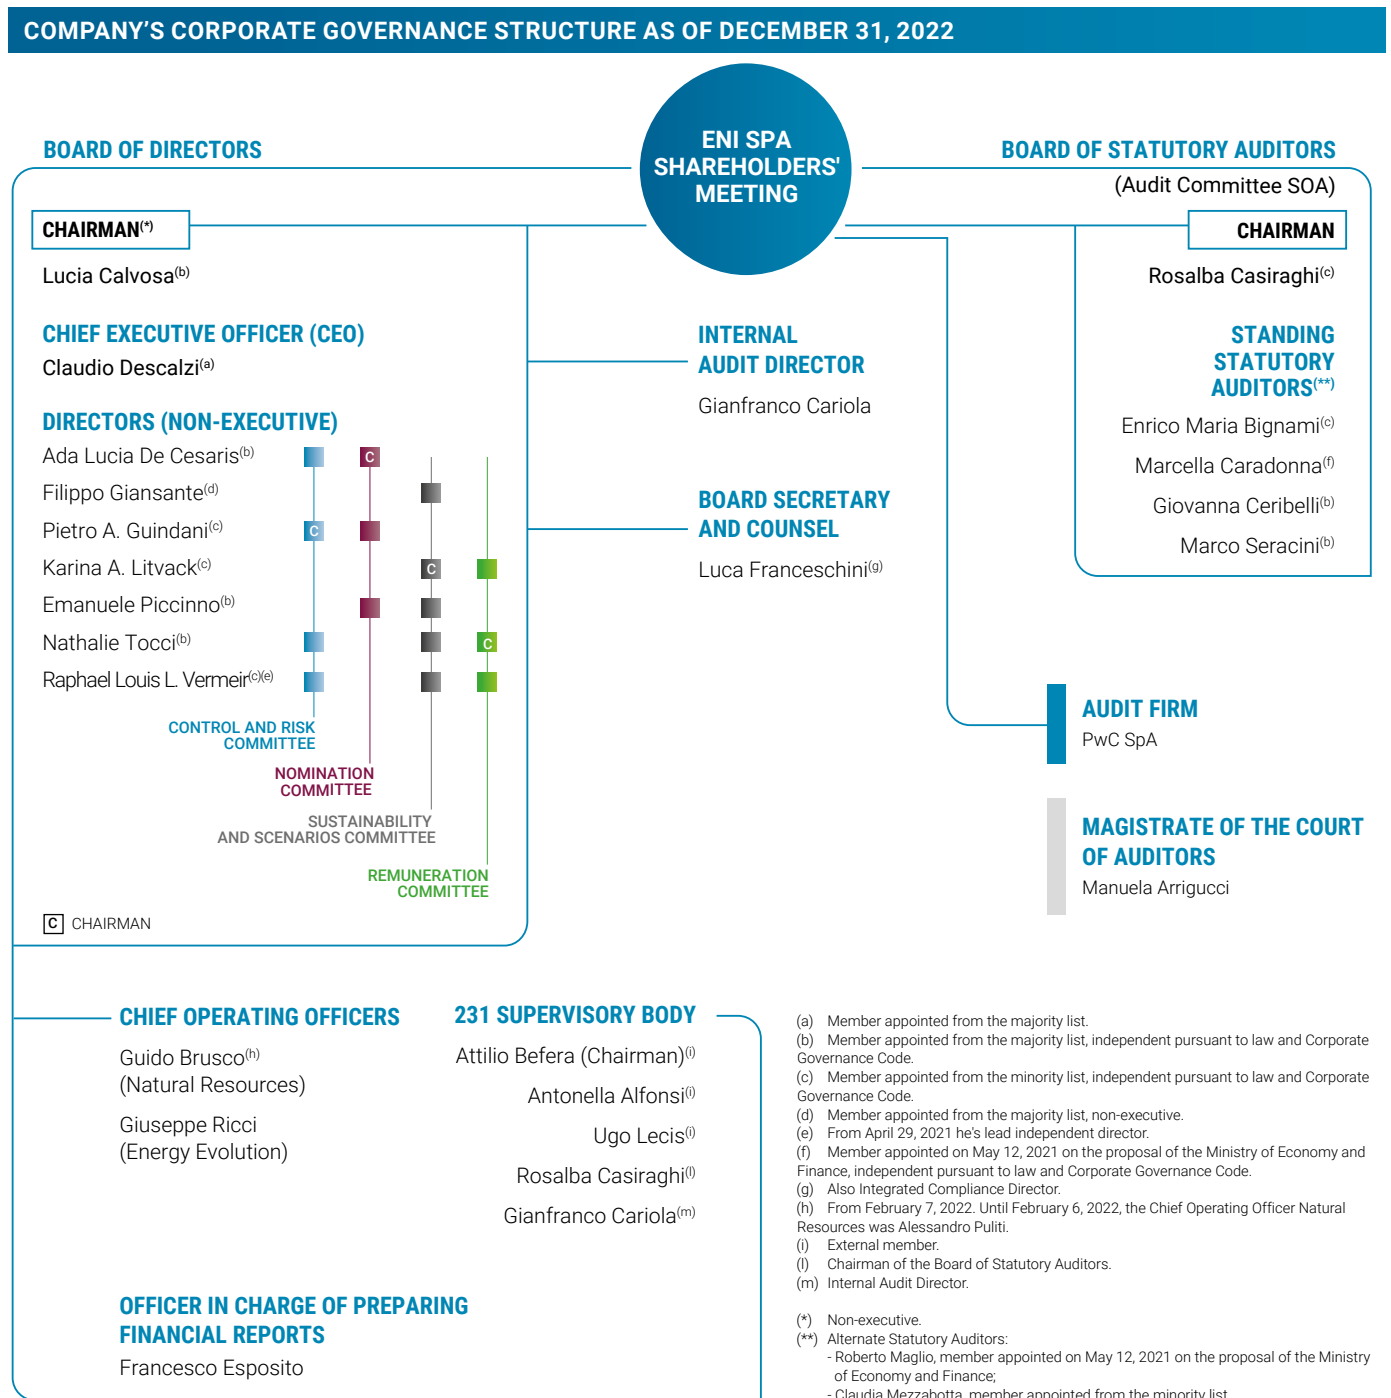 COMPANY'S CORPORATE GOVERNANCE STRUCTURE AS OF DECEMBER 31, 2022
ENI SPA
SHAREHOLDERS'
MEETING
BOARD OF DIRECTORS
CHAIRMAN(*)
Lucia Calvosa(b)
CHIEF EXECUTIVE OFFICER (CEO)
Claudio Descalzi(a)
DIRECTORS (NON-EXECUTIVE)
Ada Lucia De Cesaris(b) C
Filippo Giansante(d)
Pietro A. Guindani(c) C
Karina A. Litvack(c) C
Emanuele Piccinno(b)
Nathalie Tocci(b) C
Raphael Louis L. Vermeir(c)(e)
CONTROL AND RISK
COMMITTEE
NOMINATION
COMMITTEE
SUSTAINABILITY
AND SCENARIOS COMMITTEE
REMUNERATION
COMMITTEE
C CHAIRMAN
INTERNAL
AUDIT DIRECTOR
Gianfranco Cariola
BOARD SECRETARY
AND COUNSEL
Luca Franceschini(g)
BOARD OF STATUTORY AUDITORS
(Audit Committee SOA)
CHAIRMAN
Rosalba Casiraghi(c)
STANDING
STATUTORY
AUDITORS(**)
Enrico Maria Bignami(c)
Marcella Caradonna(f)
Giovanna Ceribelli(b)
Marco Seracini(b)
AUDIT FIRM
PwC SpA
MAGISTRATE OF THE COURT
OF AUDITORS
Manuela Arrigucci
CHIEF OPERATING OFFICERS
Guido Brusco(h)
(Natural Resources)
Giuseppe Ricci
(Energy Evolution)
231 SUPERVISORY BODY
Attilio Befera (Chairman)(i)
Antonella Alfonsi(i)
Ugo Lecis(i)
Rosalba Casiraghi(l)
Gianfranco Cariola(m)
OFFICER IN CHARGE OF PREPARING
FINANCIAL REPORTS
Francesco Esposito
(a) Member appointed from the majority list.
(b) Member appointed from the majority list, independent pursuant to law and Corporate
Governance Code.
(c) Member appointed from the minority list, independent pursuant to law and Corporate
Governance Code.
(d) Member appointed from the majority list, non-executive.
(e) From April 29, 2021 he's lead independent director.
(f) Member appointed on May 12, 2021 on the proposal of the Ministry of Economy and
Finance, independent pursuant to law and Corporate Governance Code.
(g) Also Integrated Compliance Director.
(h) From February 7, 2022. Until February 6, 2022, the Chief Operating Officer Natural
Resources was Alessandro Puliti.
(i) External member.
(l) Chairman of the Board of Statutory Auditors.
(m) Internal Audit Director.
(*) Non-executive.
(**) Alternate Statutory Auditors:
- Roberto Maglio, member appointed on May 12, 2021 on the proposal of the Ministry
of Economy and Finance;
- Claudia Mezzabotta, member appointed from the minority list.